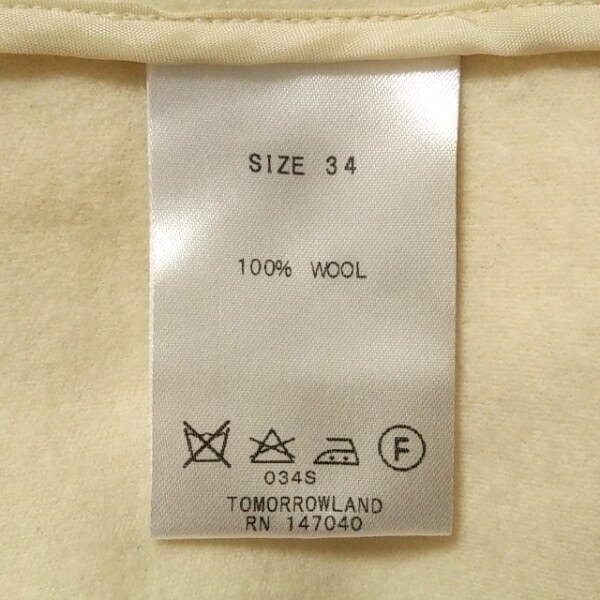 SIZE 34
100% WOOL
F
034S
TOMORROWLAND
RN 147040